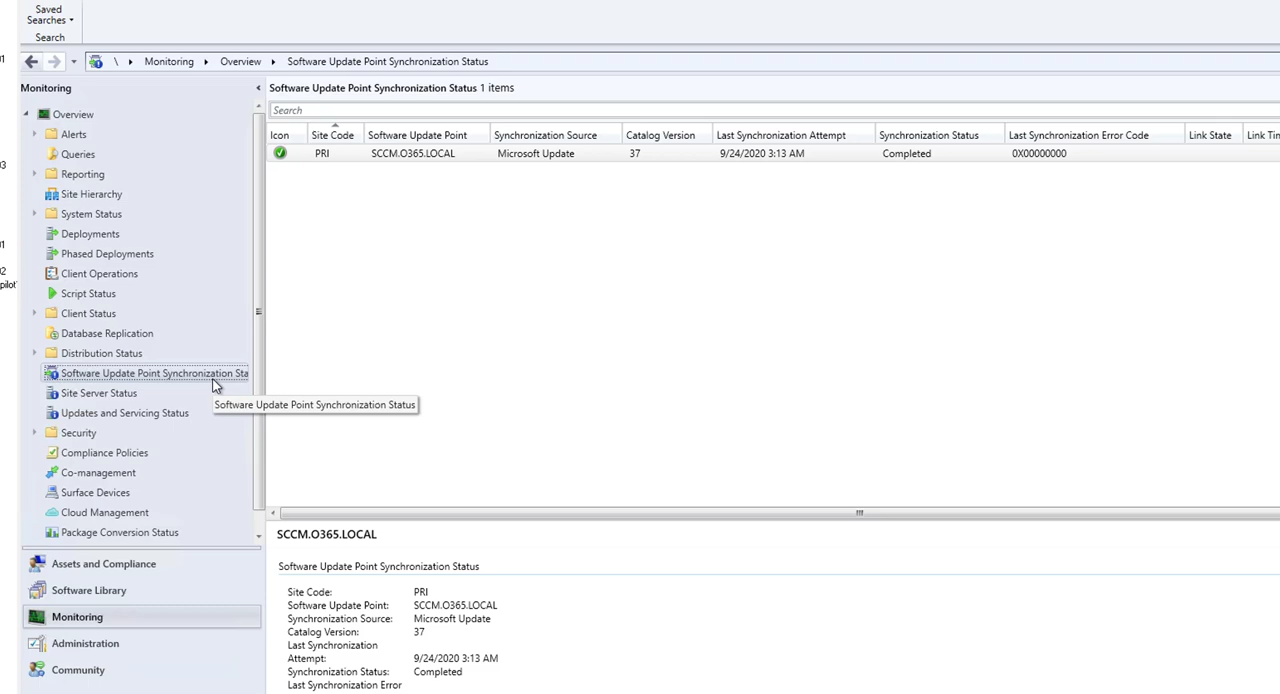 Saved
Searches
Search
\ Monitoring Overview Software Update Point Synchronization Status
Monitoring
Overview
Alerts
Queries
Reporting
Site Hierarchy
System Status
Deployments
Phased Deployments
Client Operations
Script Status
Client Status
Database Replication
Distribution Status
Software Update Point Synchronization Sta
Site Server Status
Updates and Servicing Status
Security
Compliance Policies
Co-management
Surface Devices
Cloud Management
Package Conversion Status
Assets and Compliance
Software Library
Monitoring
Administration
Community
Software Update Point Synchronization Status 1 items
Search
Icon Site Code Software Update Point Synchronization Source Catalog Version Last Synchronization Attempt Synchronization Status Last Synchronization Error Code Link State Link Tin
PRI SCCM.O365.LOCAL Microsoft Update 37 9/24/2020 3:13 AM Completed 0X00000000
Software Update Point Synchronization Status
SCCM.O365.LOCAL
Software Update Point Synchronization Status
Site Code: PRI
Software Update Point: SCCM.O365.LOCAL
Synchronization Source: Microsoft Update
Catalog Version: 37
Last Synchronization
Attempt: 9/24/2020 3:13 AM
Synchronization Status: Completed
Last Synchronization Error